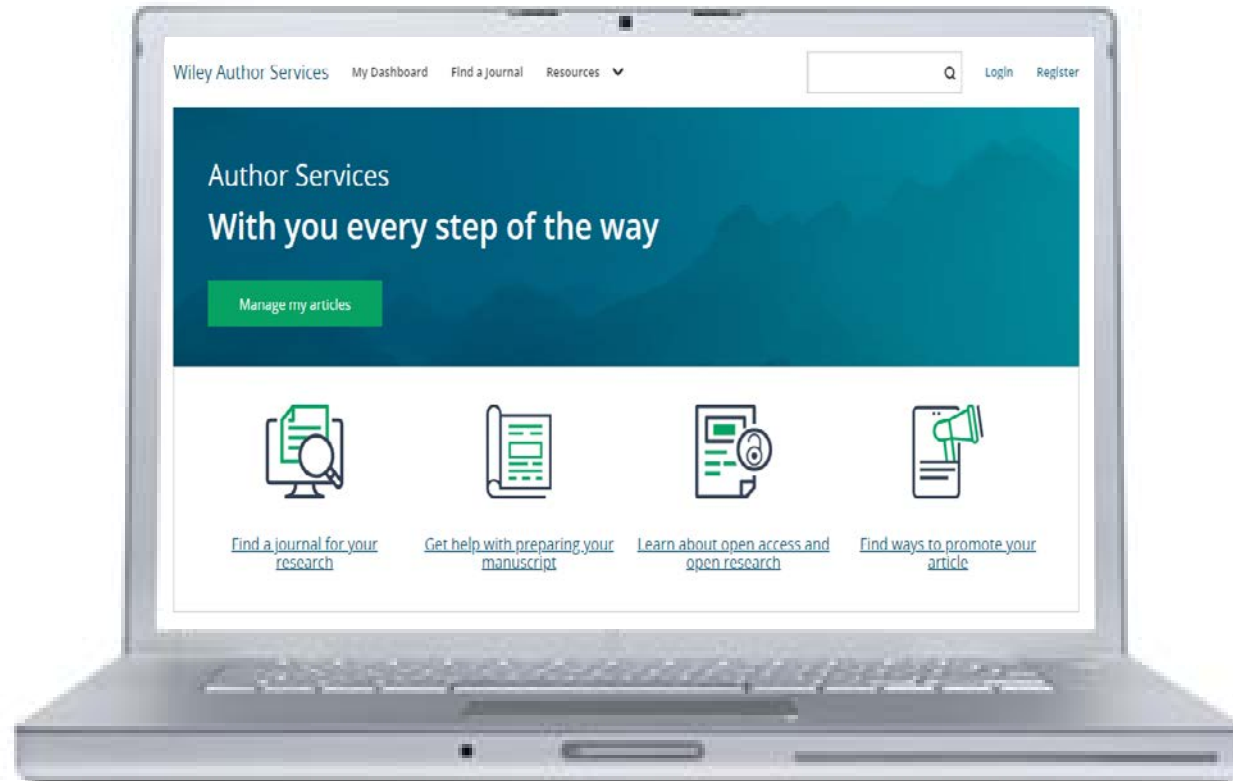 Wiley Author Services My Dashboard Find a Journal Resources Login Register
Author Services
With you every step of the way
Manage my articles
Find a journal for your
research
Get help with preparing your
manuscript
Learn about open access and
open research
Find ways to promote your
article